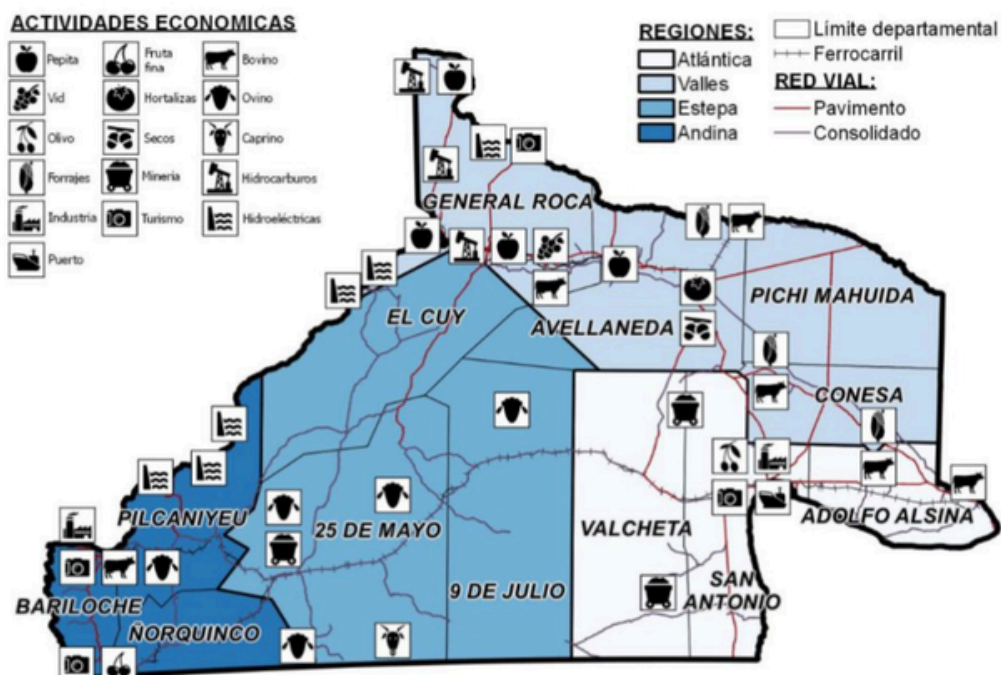 ACTIVIDADES ECONOMICAS
Pepita
Fruta
fina
Bovino
Vid
Hortalizas
Ovino
Olivo
Secos
Caprino
Forrajes
Mineria
Hidrocarburos
Industria
Turismo
Hidroeléctricas
Puerto
REGIONES:
Atlántica
Valles
Estepa
Andina
Límite departamental
Ferrocarril
RED VIAL:
Pavimento
Consolidado
GENERAL ROCA
PICHI MAHUIDA
EL CUY
AVELLANEDA
CONESA
PILCANIYEU
25 DE MAYO
VALCHETA
ADOLFO ALSINA
9 DE JULIO
SAN
ANTONIO
BARILOCHE
ÑORQUINCO